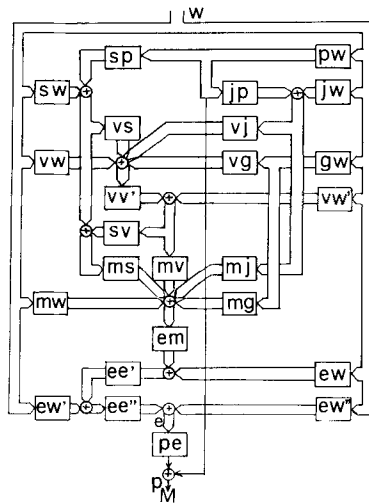 w
sp pw
sw jp jw
vs vj
vw vg gw
vv' vw'
sv
ms mv mj
mw mg
em
ee' ew
ew' ee" ew"
e
pe
p
M